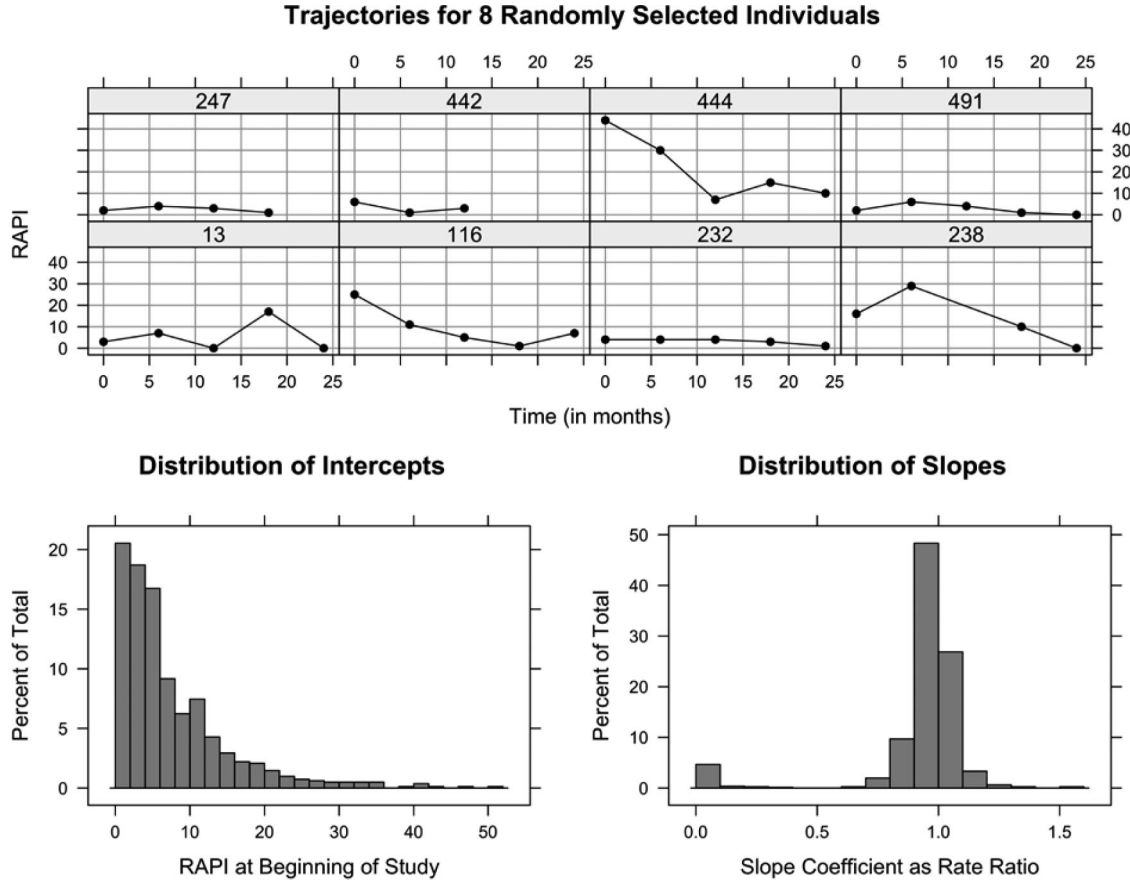 Trajectories for 8 Randomly Selected Individuals
0 5 10 15 20 25 0 5 10 15 20 25
247 442 444 491
40
30
20
10
0
RAPI
13 116 232 238
40
30
20
10
0
0 5 10 15 20 25 0 5 10 15 20 25
Time (in months)
Distribution of Intercepts
Percent of Total
20
15
10
5
0
0 10 20 30 40 50
RAPI at Beginning of Study
Distribution of Slopes
Percent of Total
50
40
30
20
10
0
0.0 0.5 1.0 1.5
Slope Coefficient as Rate Ratio